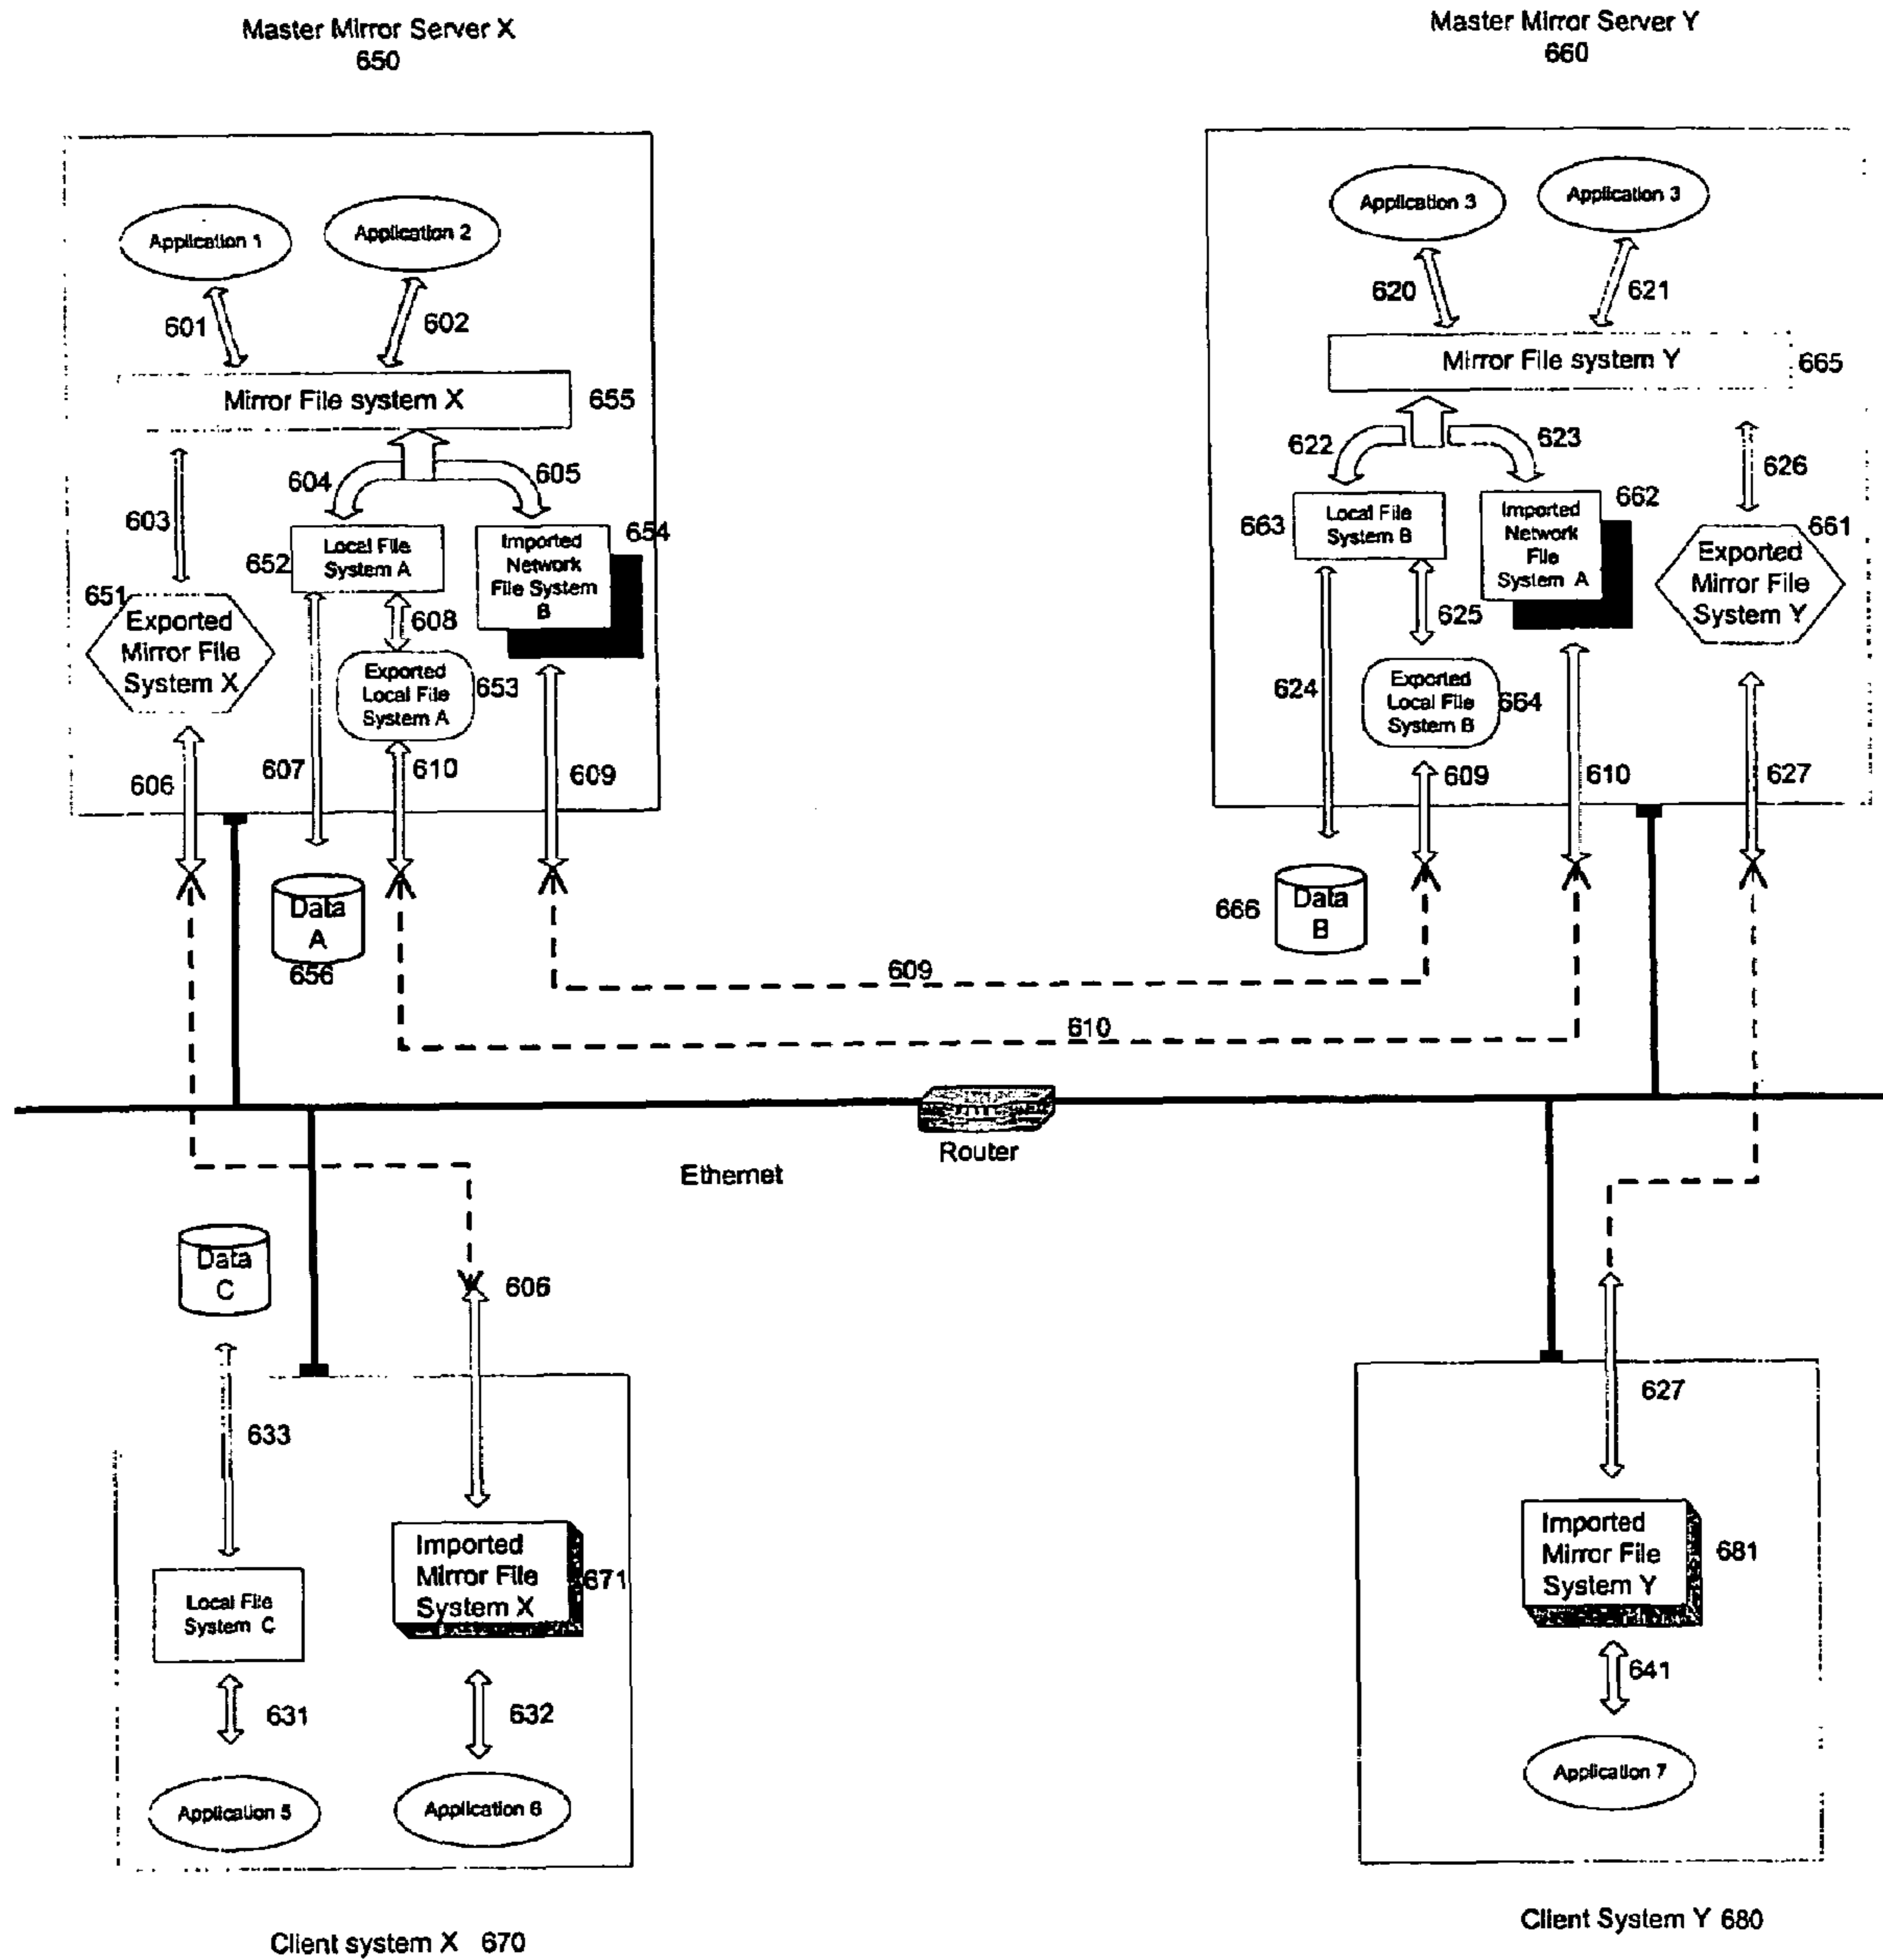 Master Mirror Server X
650
Master Mirror Server Y
660
Application 1
Application 2
601
602
Mirror File system X
655
603
604
605
651
Exported
Mirror File
System X
652
Local File
System A
654
Imported
Network
File System
B
608
Exported
Local File
System A
653
606
607
610
609
Data
A
656
Application 3
Application 3
620
621
Mirror File system Y
665
622
623
626
663
Local File
System B
662
Imported
Network
File
System A
661
Exported
Mirror File
System Y
625
624
Exported
Local File
System B
664
609
610
627
666
Data
B
609
610
Router
Ethernet
Data
C
606
633
Local File
System C
Imported
Mirror File
System X
671
631
632
Application 5
Application 6
Client system X 670
627
Imported
Mirror File
System Y
681
641
Application 7
Client System Y 680